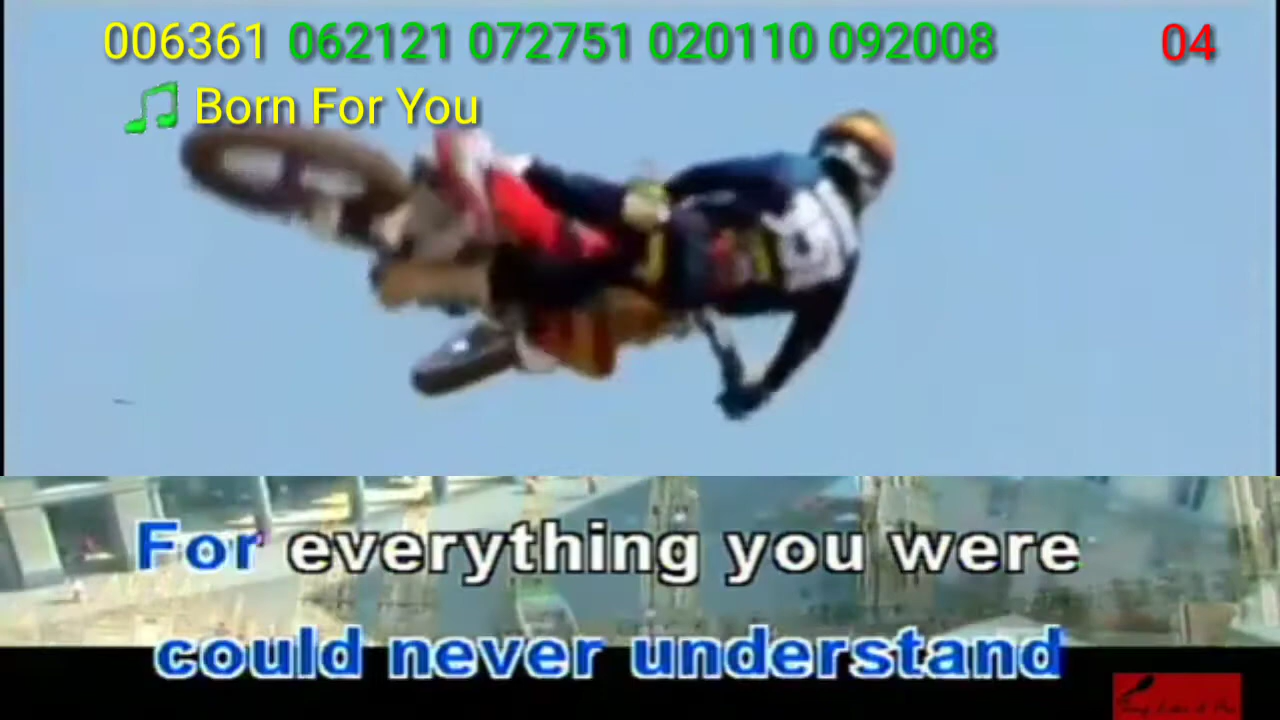 006361 062121 072751 020110 092008 04
Born For You
For everything you were
could never understand